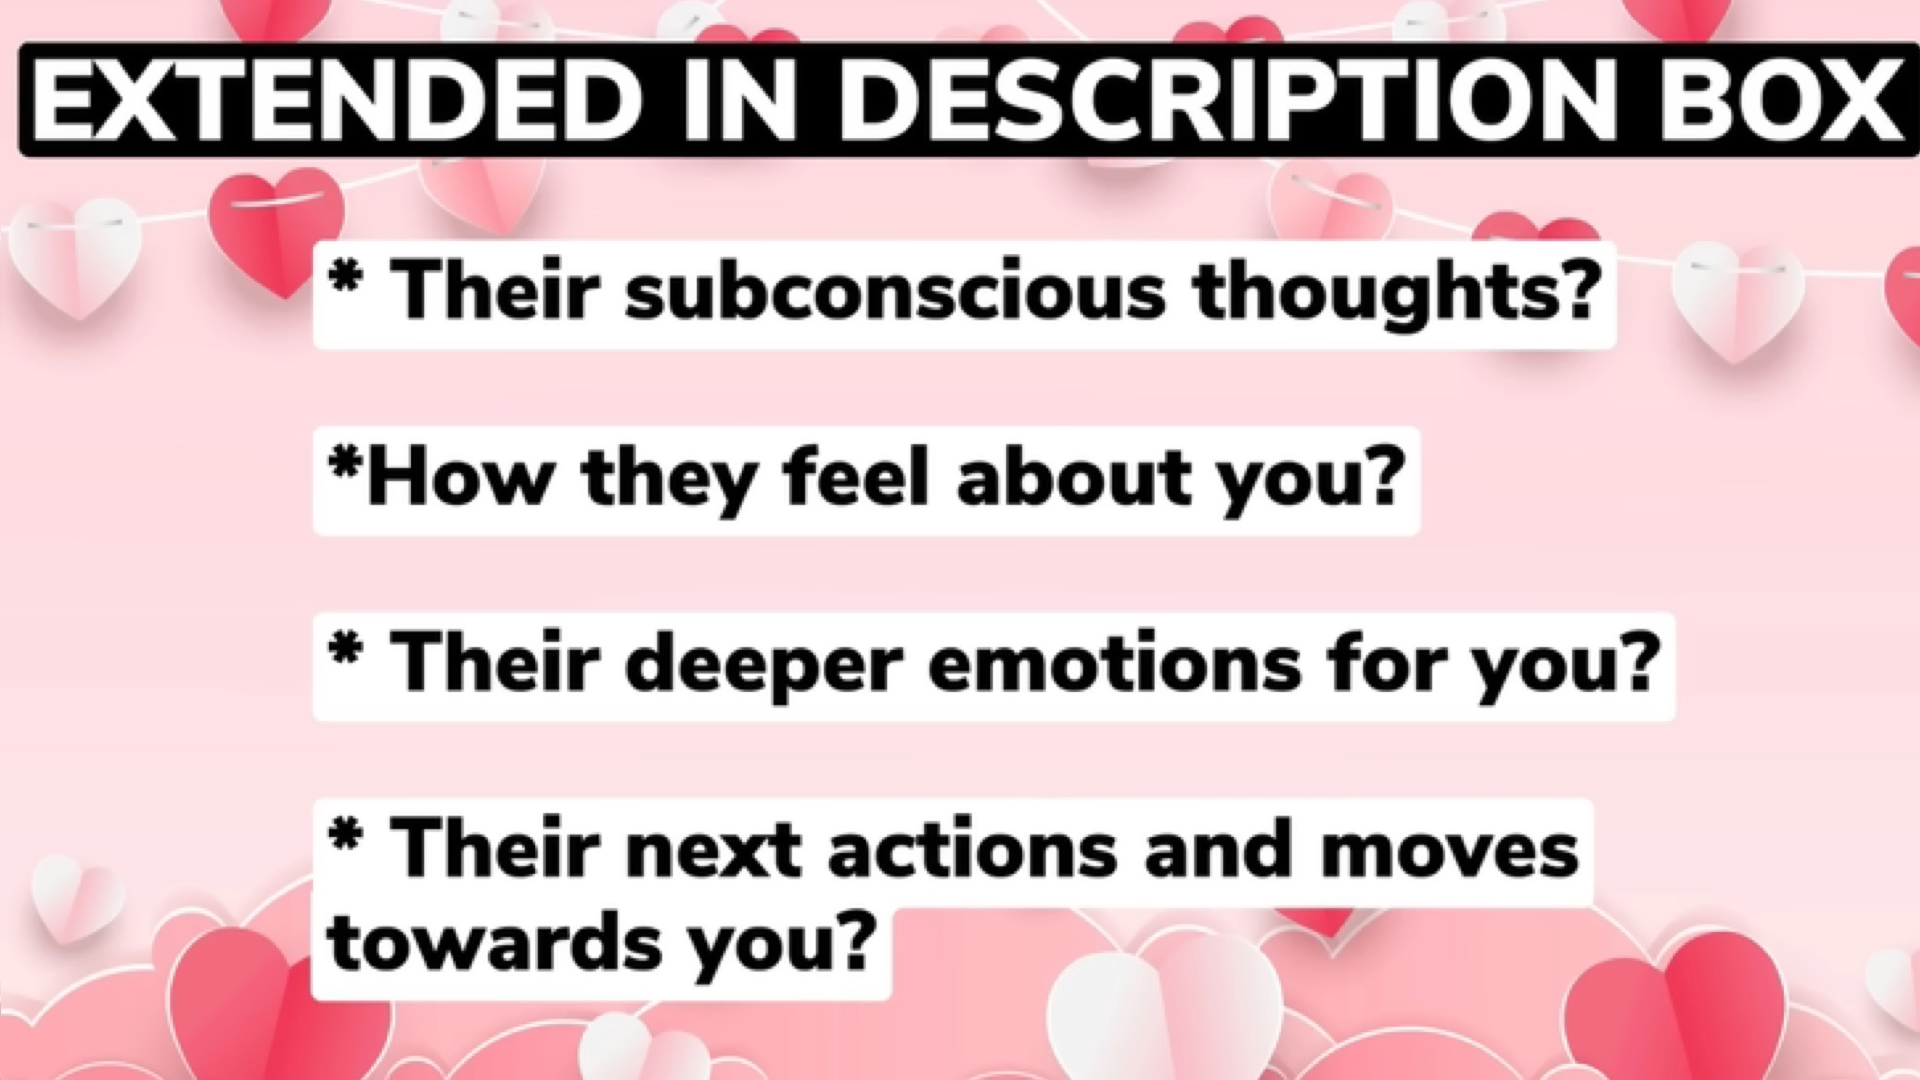 EXTENDED IN DESCRIPTION BOX
* Their subconscious thoughts?
*How they feel about you?
* Their deeper emotions for you?
* Their next actions and moves
towards you?